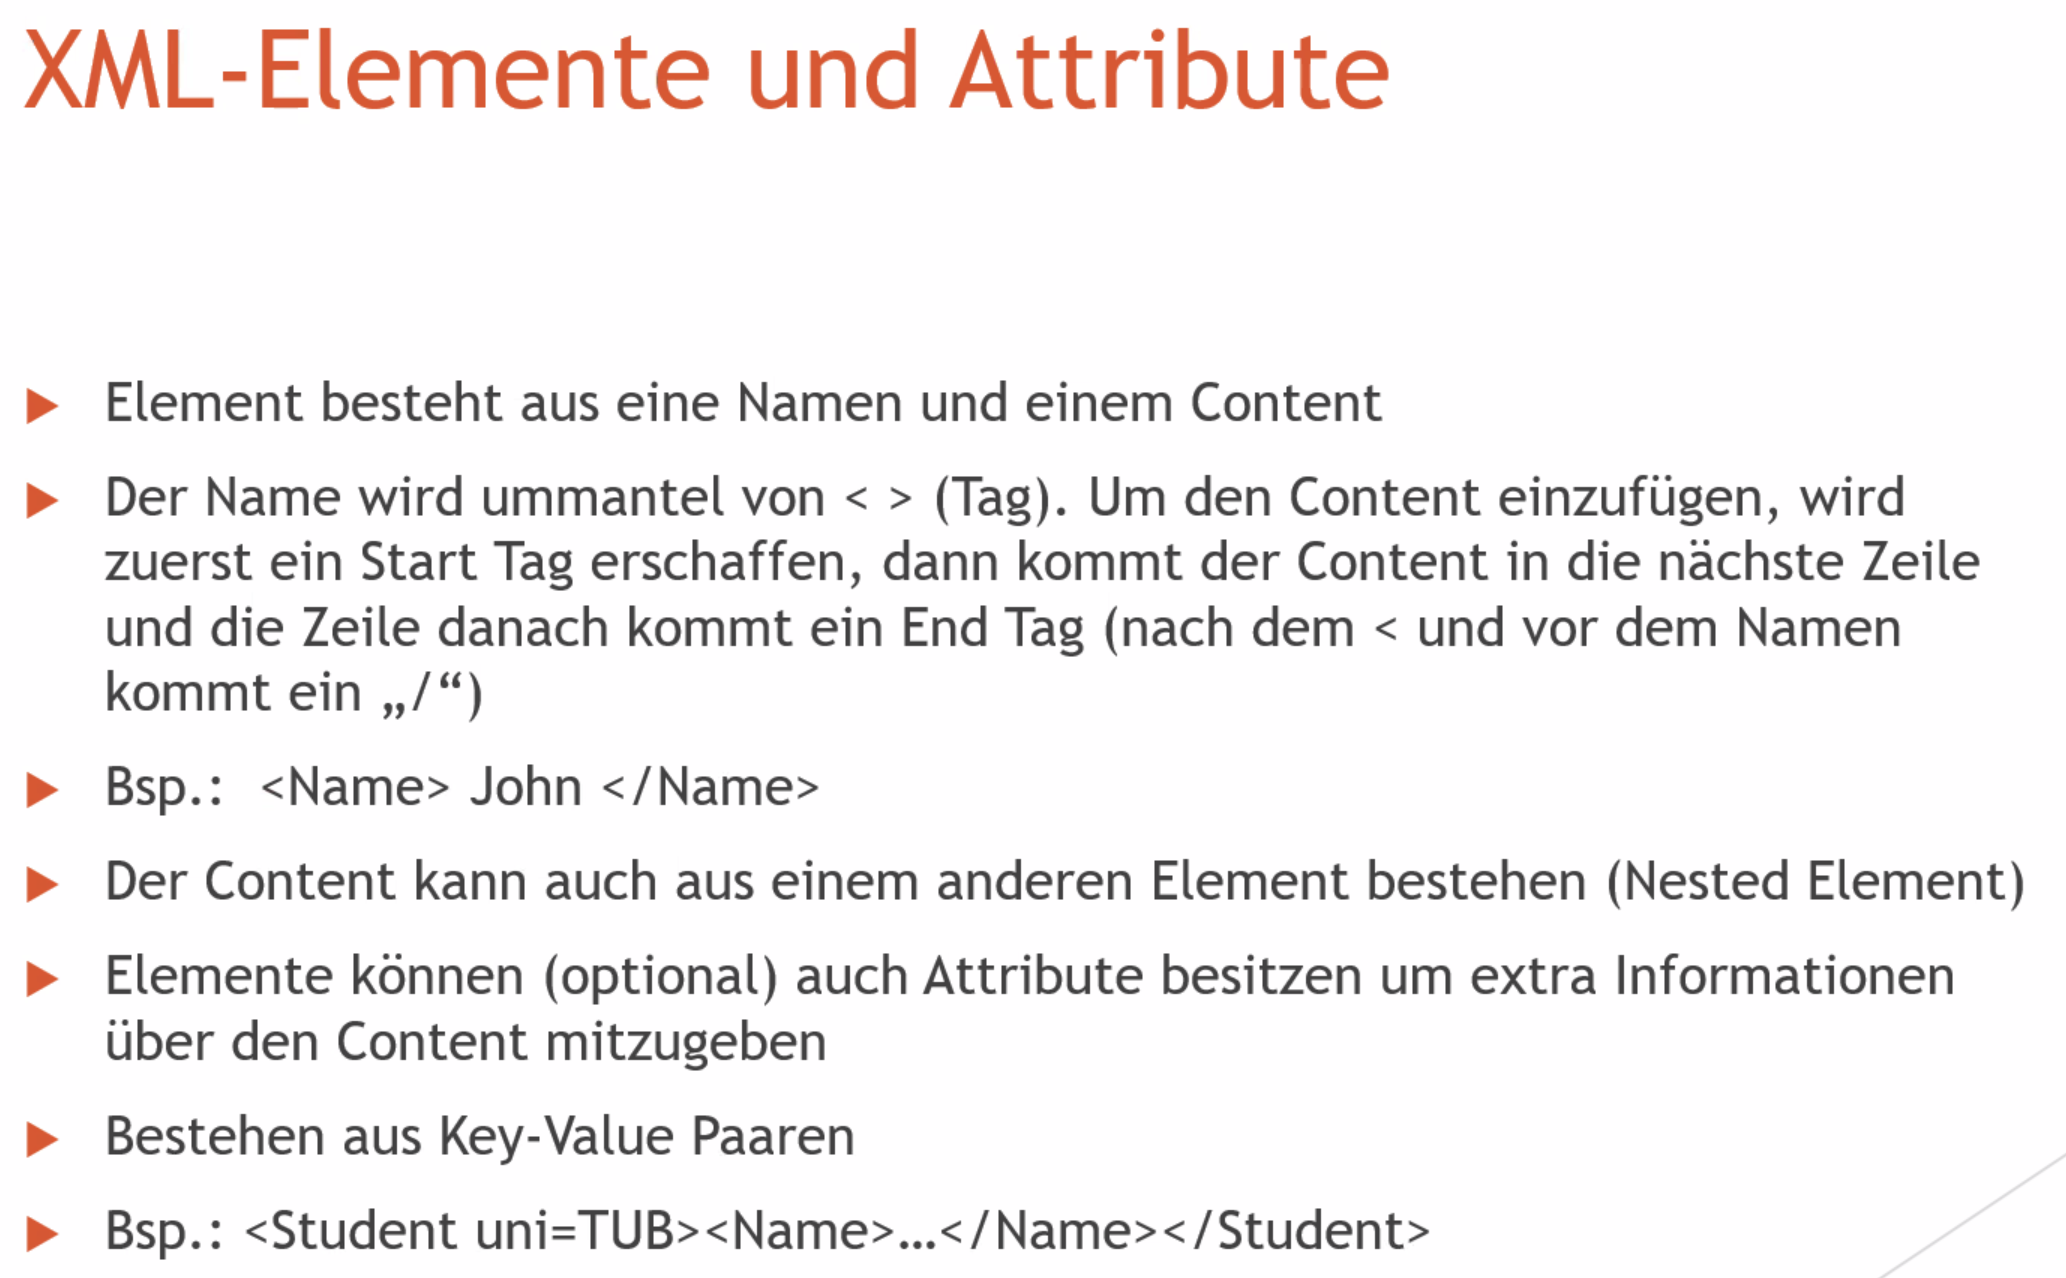 XML-Elemente und Attribute
Element besteht aus eine Namen und einem Content
Der Name wird ummantel von < > (Tag). Um den Content einzufügen, wird
zuerst ein Start Tag erschaffen, dann kommt der Content in die nächste Zeile
und die Zeile danach kommt ein End Tag (nach dem < und vor dem Namen
kommt ein „/“)
Bsp.: <Name> John </Name>
Der Content kann auch aus einem anderen Element bestehen (Nested Element)
Elemente können (optional) auch Attribute besitzen um extra Informationen
über den Content mitzugeben
Bestehen aus Key-Value Paaren
Bsp.: <Student uni=TUB><Name>…</Name></Student>